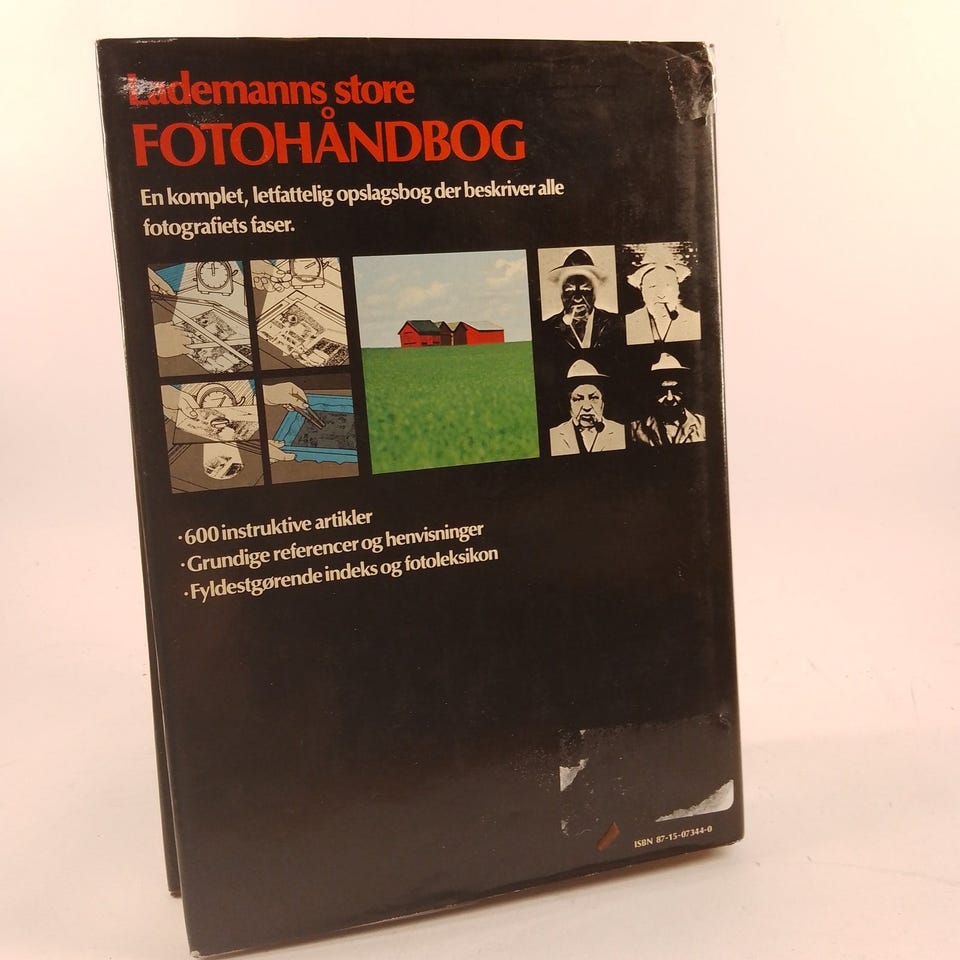 Lademanns store
FOTOHÅNDBOG
En komplet, letfattelig opslagsbog der beskriver alle
fotografiets faser.
·600 instruktive artikler
·Grundige referencer og henvisninger
·Fyldestgørende indeks og fotoleksikon
ISBN 87-15-07344-0